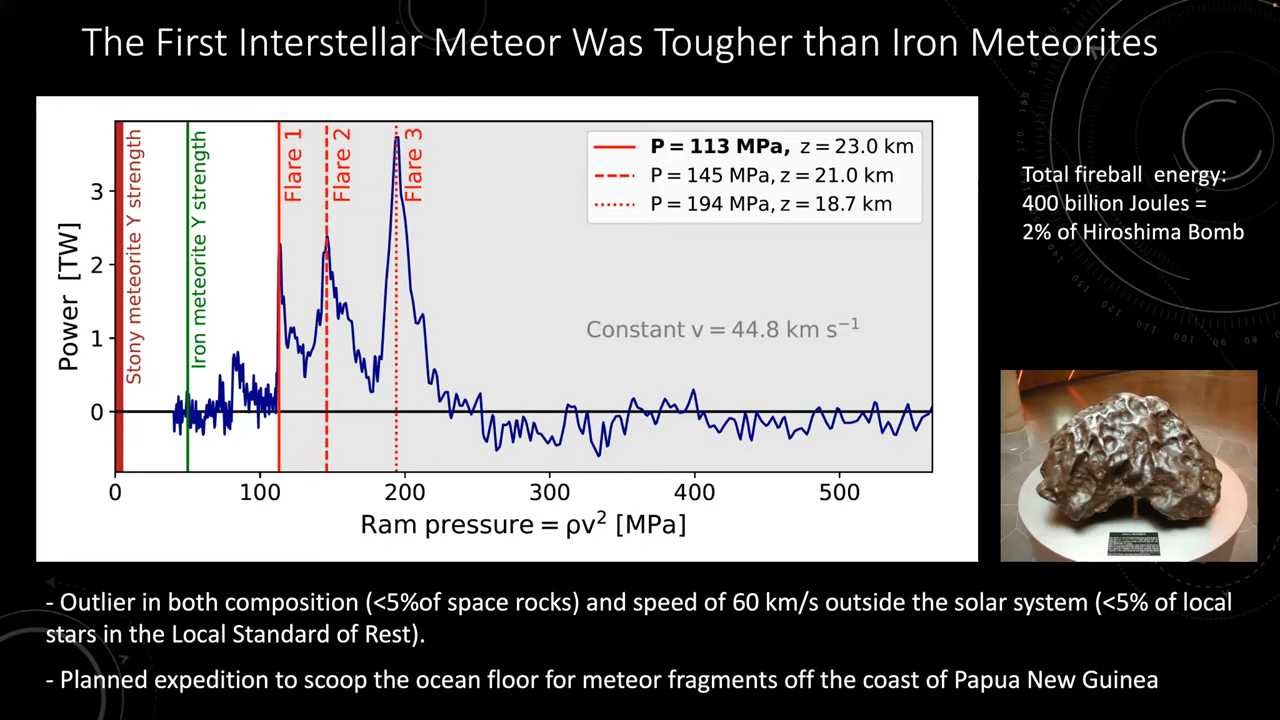 The First Interstellar Meteor Was Tougher than Iron Meteorites
Stony meteorite Y strength
Iron meteorite Y strength
Flare 1
Flare 2
Flare 3
P = 113 MPa, z = 23.0 km
P = 145 MPa, z = 21.0 km
P = 194 MPa, z = 18.7 km
Constant v = 44.8 km s⁻¹
Power [TW]
3
2
1
0
0 100 200 300 400 500
Ram pressure = ρv² [MPa]
Total fireball energy:
400 billion Joules =
2% of Hiroshima Bomb
- Outlier in both composition (<5%of space rocks) and speed of 60 km/s outside the solar system (<5% of local
stars in the Local Standard of Rest).
- Planned expedition to scoop the ocean floor for meteor fragments off the coast of Papua New Guinea